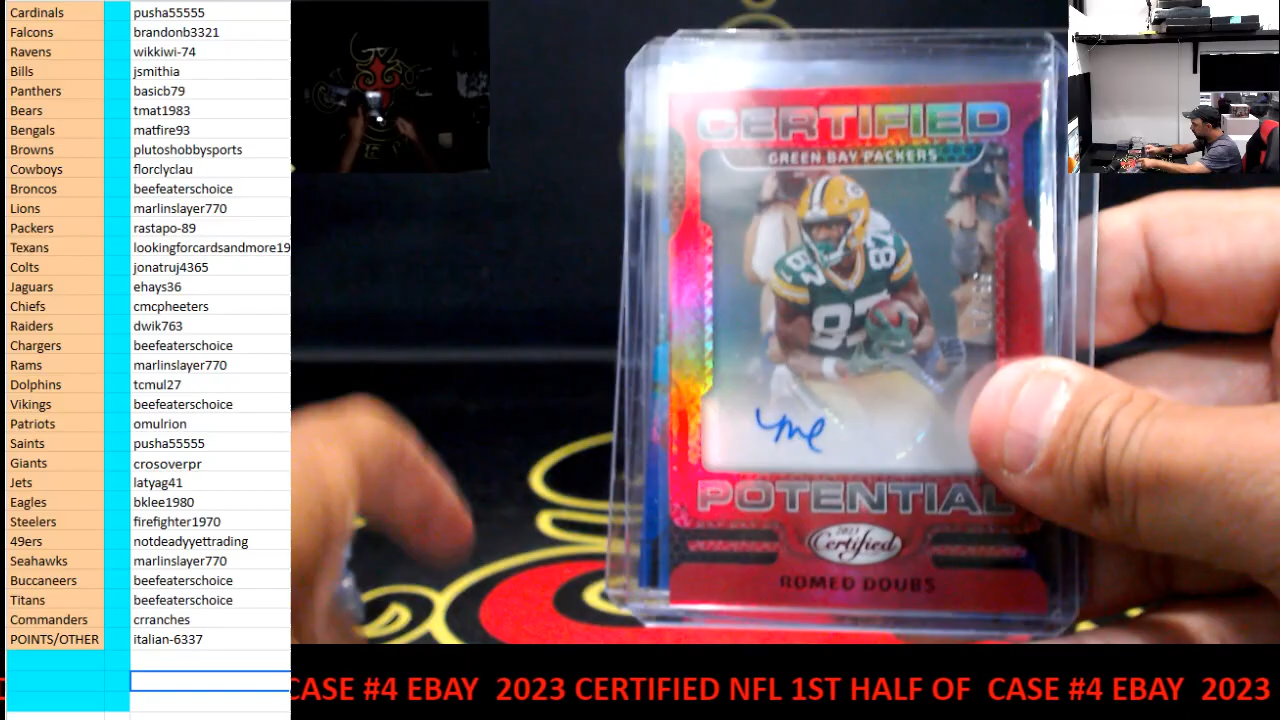 Cardinals pusha55555
Falcons brandonb3321
Ravens wikkiwi-74
Bills jsmithia
Panthers basicb79
Bears tmat1983
Bengals matfire93
Browns plutoshobbysports
Cowboys florclyclau
Broncos beefeaterschoice
Lions marlinslayer770
Packers rastapo-89
Texans lookingforcardsandmore19
Colts jonatruj4365
Jaguars ehays36
Chiefs cmcpheeters
Raiders dwik763
Chargers beefeaterschoice
Rams marlinslayer770
Dolphins tcmul27
Vikings beefeaterschoice
Patriots omulrion
Saints pusha55555
Giants crosoverpr
Jets latyag41
Eagles bklee1980
Steelers firefighter1970
49ers notdeadyyettrading
Seahawks marlinslayer770
Buccaneers beefeaterschoice
Titans beefeaterschoice
Commanders crranches
POINTS/OTHER italian-6337
CERTIFIED
GREEN BAY PACKERS
G
87 87
87
POTENTIAL
2023
Certified
ROMEO DOUBS
CASE #4 EBAY 2023 CERTIFIED NFL 1ST HALF OF CASE #4 EBAY 2023